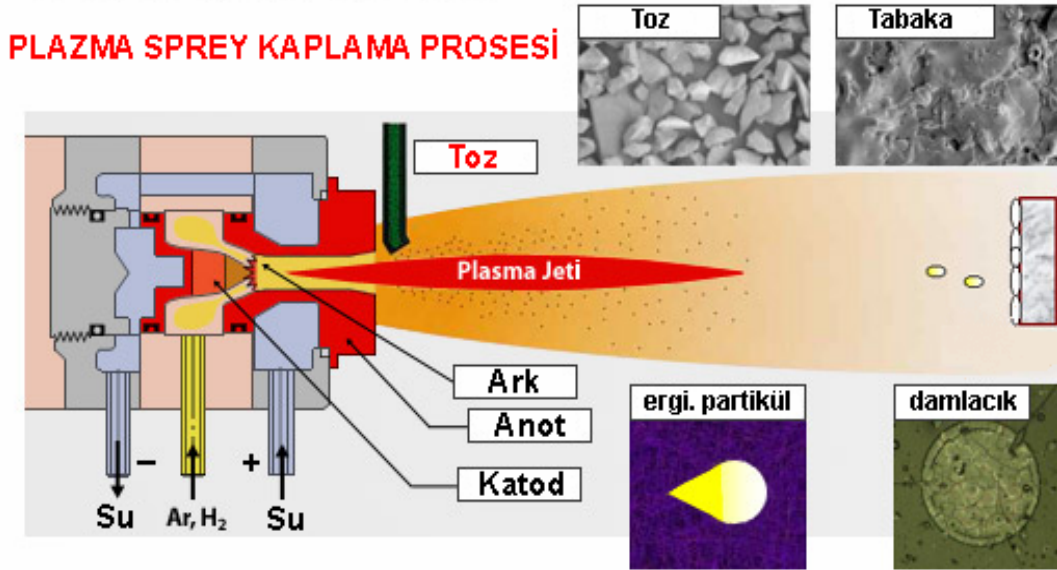 PLAZMA SPREY KAPLAMA PROSESİ
Toz
Tabaka
Toz
Plasma Jeti
Ark
Anot
Katod
ergi. partikül
damlacık
− +
Su Ar, H₂ Su